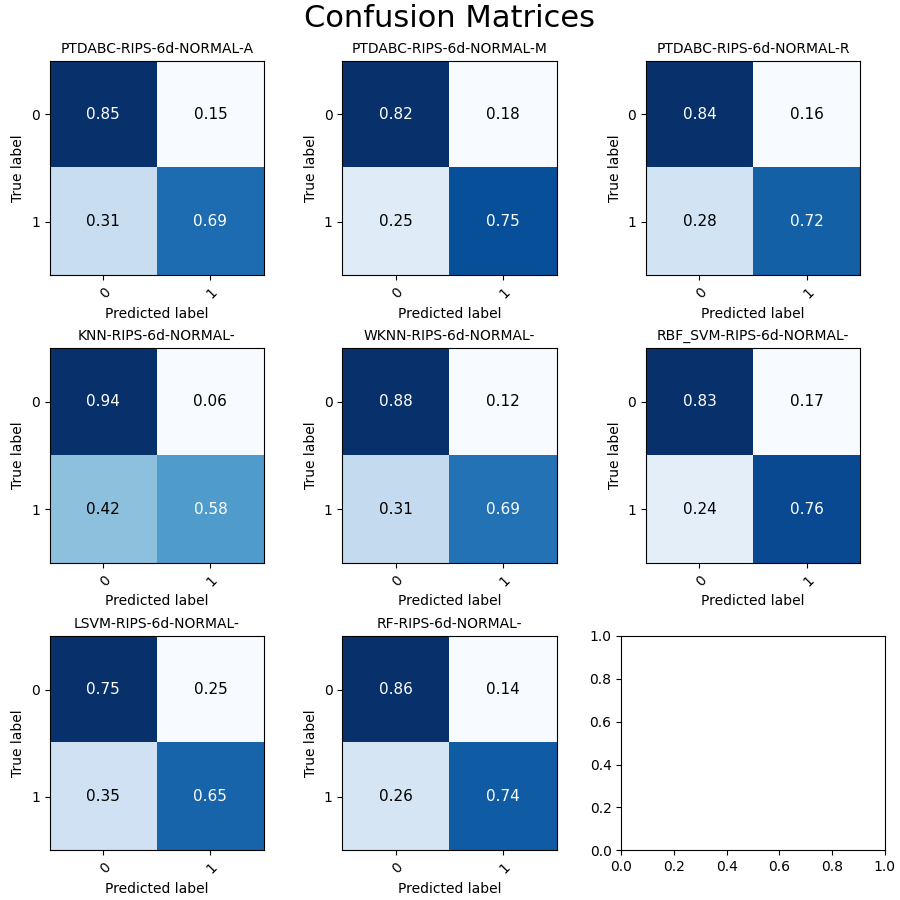 Confusion Matrices
PTDABC-RIPS-6d-NORMAL-A
True label
0
1
0.85
0.15
0.31
0.69
0
1
Predicted label
PTDABC-RIPS-6d-NORMAL-M
True label
0
1
0.82
0.18
0.25
0.75
0
1
Predicted label
PTDABC-RIPS-6d-NORMAL-R
True label
0
1
0.84
0.16
0.28
0.72
0
1
Predicted label
KNN-RIPS-6d-NORMAL-
True label
0
1
0.94
0.06
0.42
0.58
0
1
Predicted label
WKNN-RIPS-6d-NORMAL-
True label
0
1
0.88
0.12
0.31
0.69
0
1
Predicted label
RBF_SVM-RIPS-6d-NORMAL-
True label
0
1
0.83
0.17
0.24
0.76
0
1
Predicted label
LSVM-RIPS-6d-NORMAL-
True label
0
1
0.75
0.25
0.35
0.65
0
1
Predicted label
RF-RIPS-6d-NORMAL-
True label
0
1
0.86
0.14
0.26
0.74
0
1
Predicted label
1.0
0.8
0.6
0.4
0.2
0.0
0.0 0.2 0.4 0.6 0.8 1.0